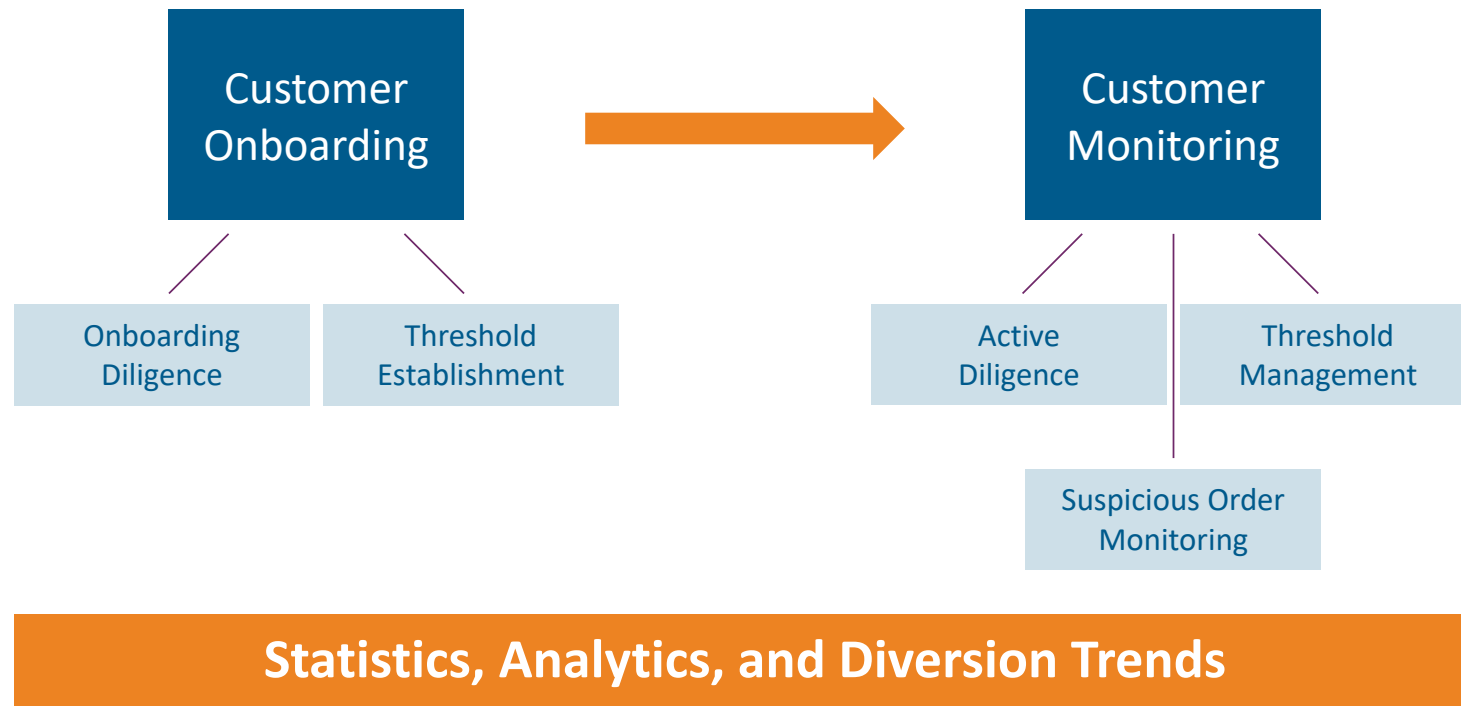 Customer
Onboarding
Customer
Monitoring
Onboarding
Diligence
Threshold
Establishment
Active
Diligence
Threshold
Management
Suspicious Order
Monitoring
Statistics, Analytics, and Diversion Trends